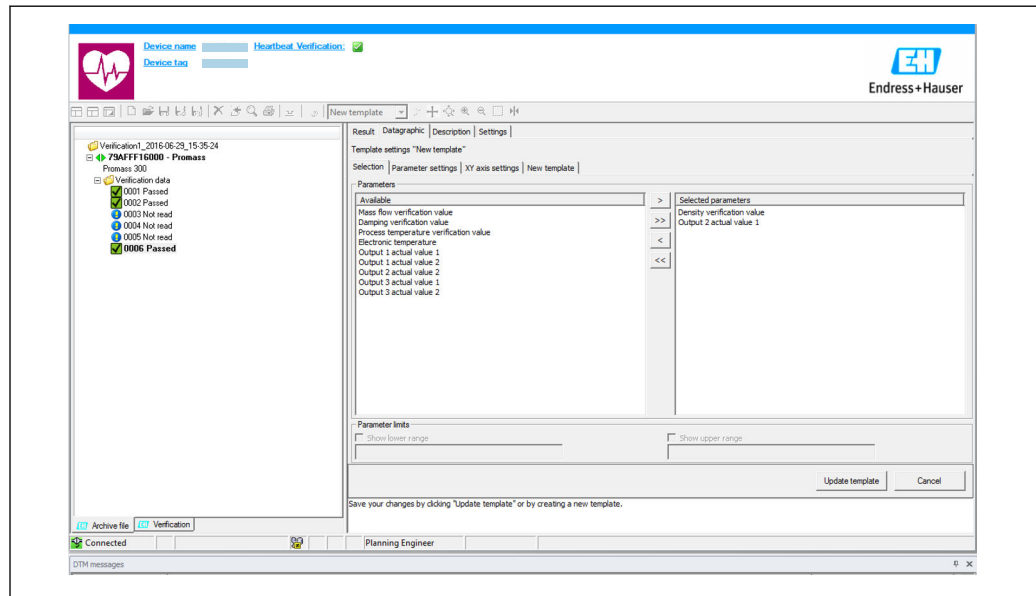 Device name Heartbeat Verification:
Device tag
EH
Endress+Hauser
New template
Result Datagraphic Description Settings
Template settings "New template"
Selection Parameter settings XY axis settings New template
Verification1_2016-06-29_15-35-24
79AFFF16000 - Promass
Promass 300
Verification data
0001 Passed
0002 Passed
0003 Not read
0004 Not read
0005 Not read
0006 Passed
Parameters
Available
Mass flow verification value
Damping verification value
Process temperature verification value
Electronic temperature
Output 1 actual value 1
Output 1 actual value 2
Output 2 actual value 2
Output 3 actual value 1
Output 3 actual value 2
>
>>
<
<<
Selected parameters
Density verification value
Output 2 actual value 1
Parameter limits
Show lower range Show upper range
Update template Cancel
Save your changes by clicking "Update template" or by creating a new template.
Archive file Verification
Connected Planning Engineer
DTM messages